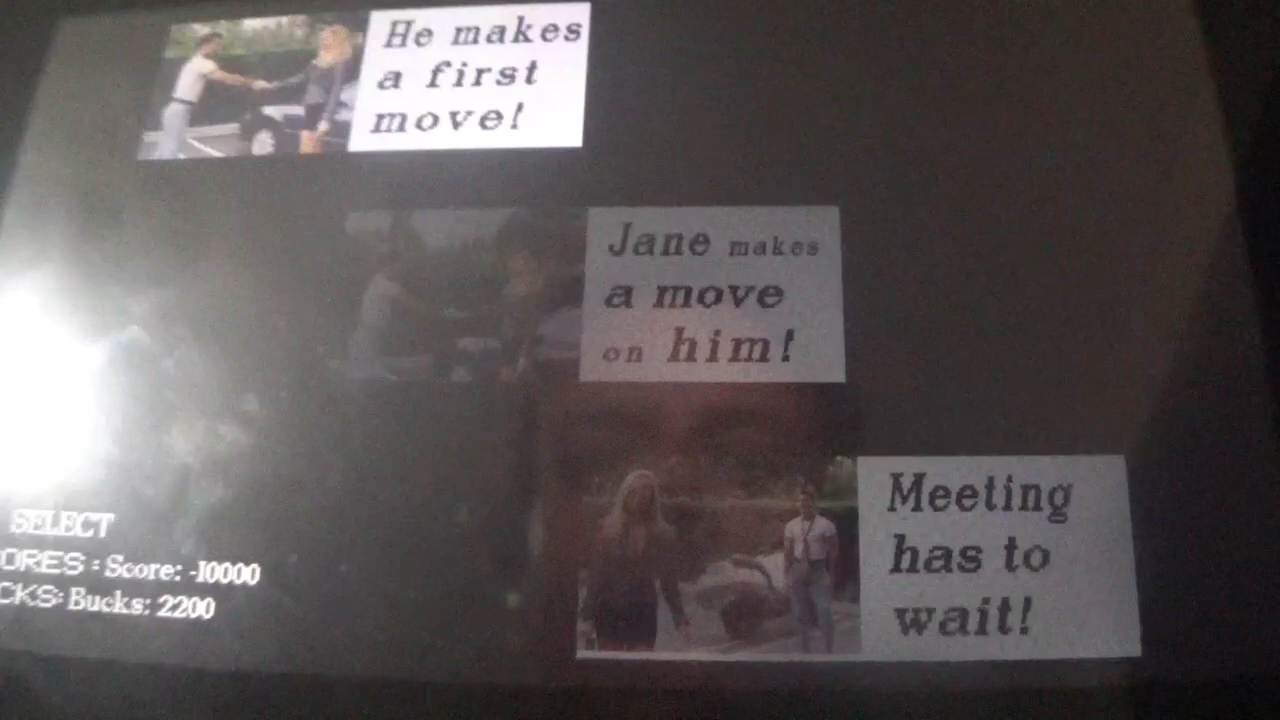 He makes
a first
move!
Jane makes
a move
on him!
Meeting
has to
wait!
SELECT
ORES : Score: -10000
CKS: Bucks: 2200